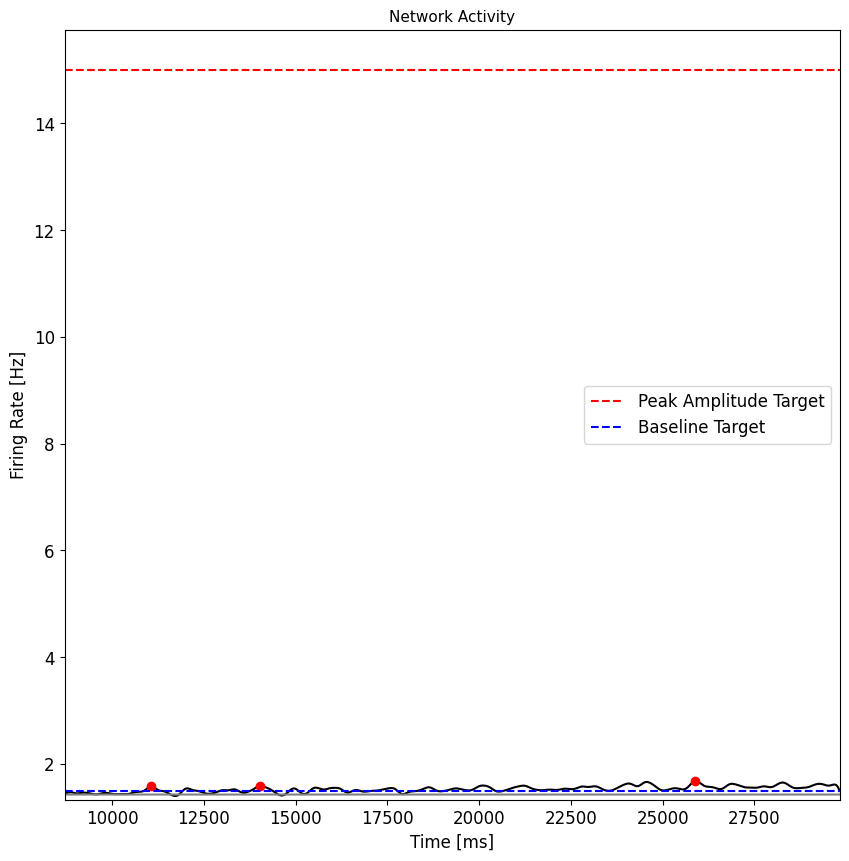 Network Activity
Firing Rate [Hz]
14
12
10
8
6
4
2
Peak Amplitude Target
Baseline Target
10000 12500 15000 17500 20000 22500 25000 27500
Time [ms]